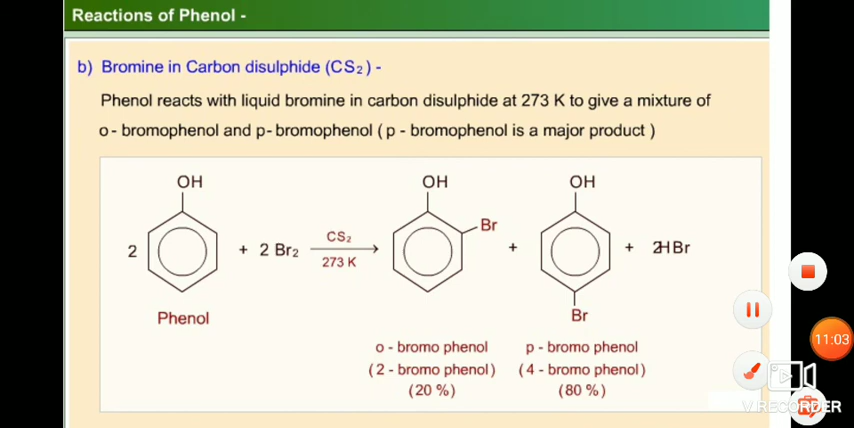 Reactions of Phenol -
b) Bromine in Carbon disulphide (CS₂) -
Phenol reacts with liquid bromine in carbon disulphide at 273 K to give a mixture of
o - bromophenol and p- bromophenol ( p - bromophenol is a major product )
OH OH OH
2 + 2 Br₂ CS₂ 273 K Br + Br + 2HBr
Phenol
o - bromo phenol p - bromo phenol
( 2 - bromo phenol ) ( 4 - bromo phenol )
(20 %) (80 %)
11:03
V RECORDER